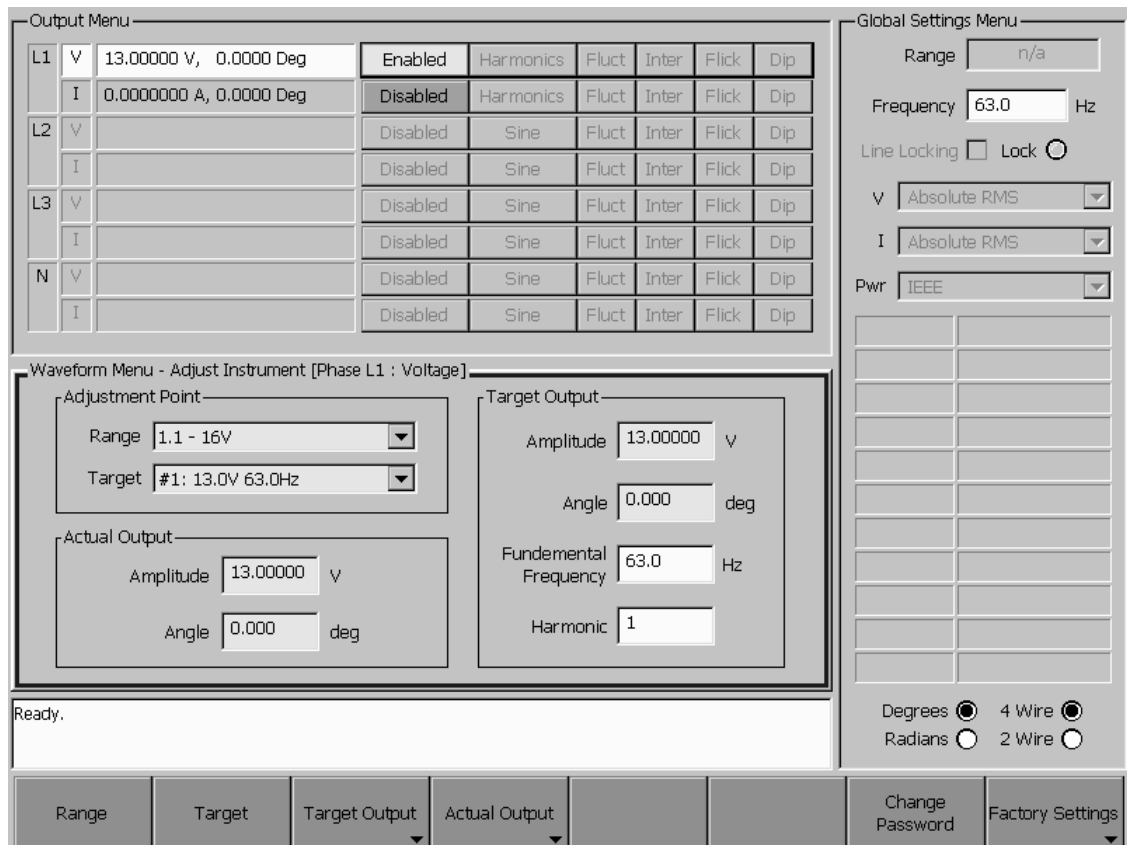 Output Menu
L1 V 13.00000 V, 0.0000 Deg Enabled Harmonics Fluct Inter Flick Dip
I 0.0000000 A, 0.0000 Deg Disabled Harmonics Fluct Inter Flick Dip
L2 V Disabled Sine Fluct Inter Flick Dip
I Disabled Sine Fluct Inter Flick Dip
L3 V Disabled Sine Fluct Inter Flick Dip
I Disabled Sine Fluct Inter Flick Dip
N V Disabled Sine Fluct Inter Flick Dip
I Disabled Sine Fluct Inter Flick Dip
Waveform Menu - Adjust Instrument [Phase L1 : Voltage]
Adjustment Point
Range 1.1 - 16V
Target #1: 13.0V 63.0Hz
Actual Output
Amplitude 13.00000 V
Angle 0.000 deg
Target Output
Amplitude 13.00000 V
Angle 0.000 deg
Fundemental
Frequency 63.0 Hz
Harmonic 1
Ready.
Global Settings Menu
Range n/a
Frequency 63.0 Hz
Line Locking Lock
V Absolute RMS
I Absolute RMS
Pwr IEEE
Degrees 4 Wire
Radians 2 Wire
Range Target Target Output Actual Output Change
Password Factory Settings